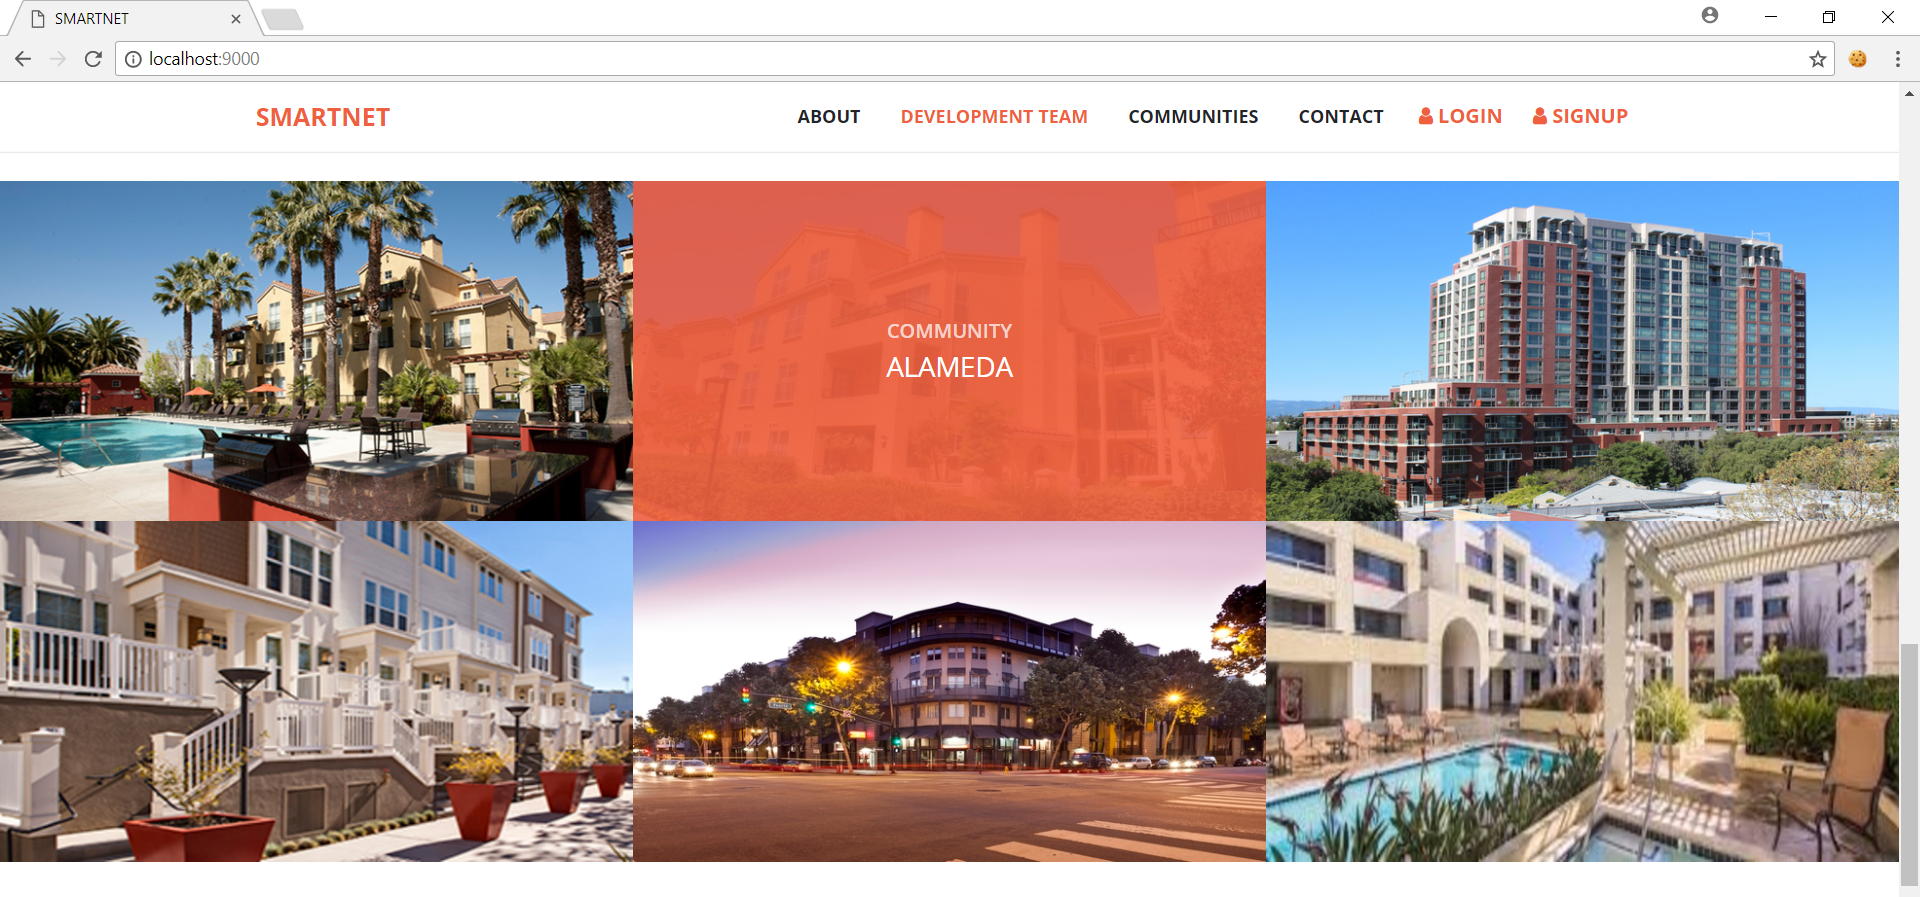 SMARTNET
localhost:9000
SMARTNET ABOUT DEVELOPMENT TEAM COMMUNITIES CONTACT LOGIN SIGNUP
COMMUNITY
ALAMEDA